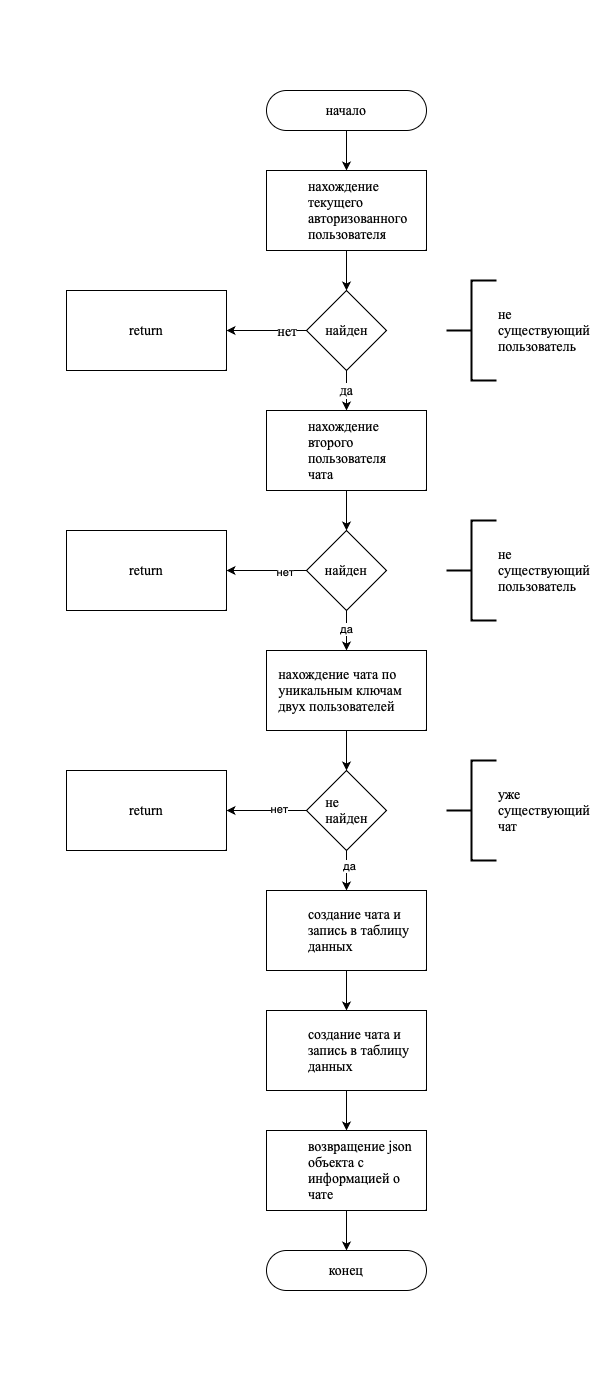 начало
нахождение
текущего
авторизованного
пользователя
return
нет
найден
не
существующий
пользователь
да
нахождение
второго
пользователя
чата
return
нет
найден
не
существующий
пользователь
да
нахождение чата по
уникальным ключам
двух пользователей
return
нет
не
найден
уже
существующий
чат
да
создание чата и
запись в таблицу
данных
создание чата и
запись в таблицу
данных
возвращение json
объекта с
информацией о
чате
конец